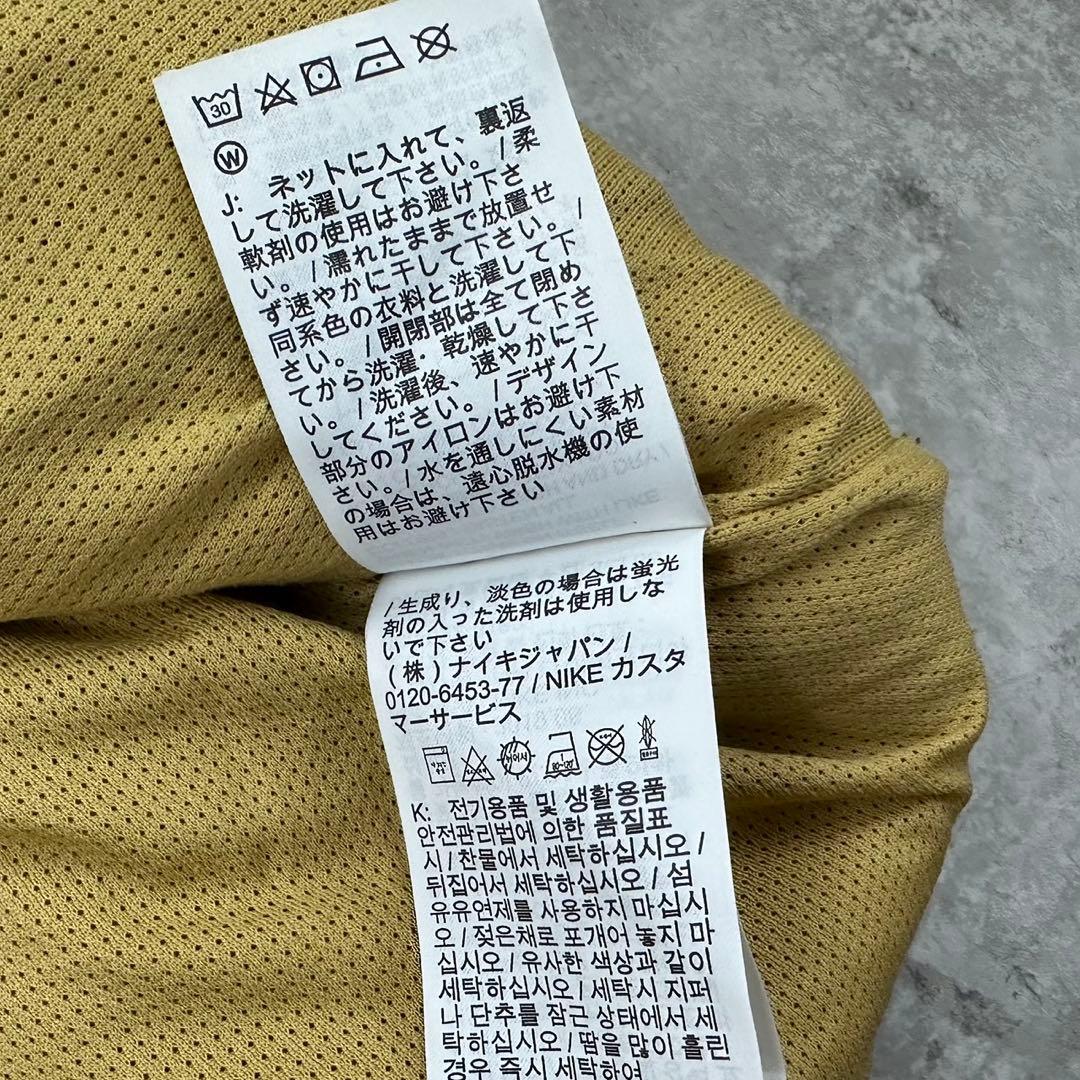 30
W
J: ネットに入れて、裏返
して洗濯して下さい。/柔
軟剤の使用はお避け下さ
い。/濡れたままで放置せ
ず速やかに干して下さい。/
同系色の衣料と洗濯して下
さい。/開閉部は全て閉め
てから洗濯・乾燥して下さ
い。/洗濯後、速やかに干
してください。/デザイン
部分のアイロンはお避け下
さい。/水を通しにくい素材
の場合は、遠心脱水機の使
用はお避け下さい
/生成り、淡色の場合は蛍光
剤の入った洗剤は使用しな
いで下さい
(株)ナイキジャパン/
0120-6453-77 / NIKE カスタ
マーサービス
80~120
K: 전기용품 및 생활용품
안전관리법에 의한 품질표
시/찬물에서 세탁하십시오/
뒤집어서 세탁하십시오/섬
유유연제를 사용하지 마십시
오/젖은채로 포개어 놓지 마
십시오/유사한 색상과 같이
세탁하십시오/세탁시 지퍼
나 단추를 잠근 상태에서 세
탁하십시오/땀을 많이 흘린
경우 즉시 세탁하여